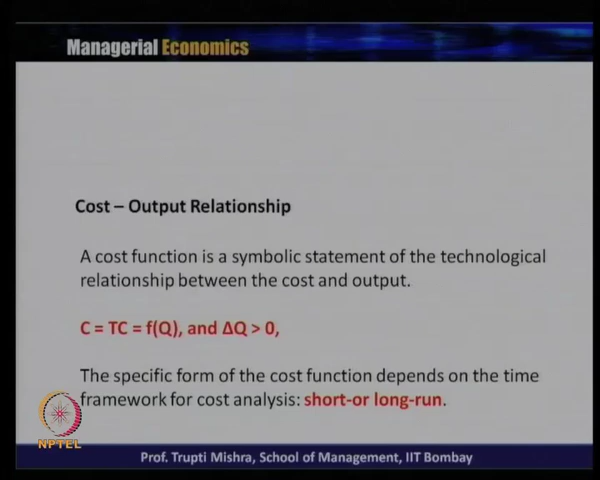 Managerial Economics
Cost – Output Relationship
A cost function is a symbolic statement of the technological
relationship between the cost and output.
C = TC = f(Q), and ΔQ > 0,
The specific form of the cost function depends on the time
framework for cost analysis: short-or long-run.
NPTEL
Prof. Trupti Mishra, School of Management, IIT Bombay